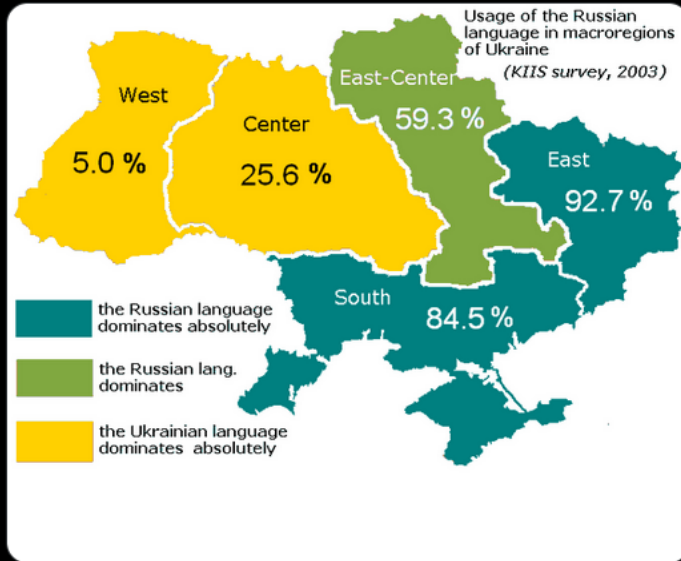 Usage of the Russian
language in macroregions
of Ukraine
(KIIS survey, 2003)
West
5.0 %
Center
25.6 %
East-Center
59.3 %
East
92.7 %
South
84.5 %
the Russian language
dominates absolutely
the Russian lang.
dominates
the Ukrainian language
dominates absolutely